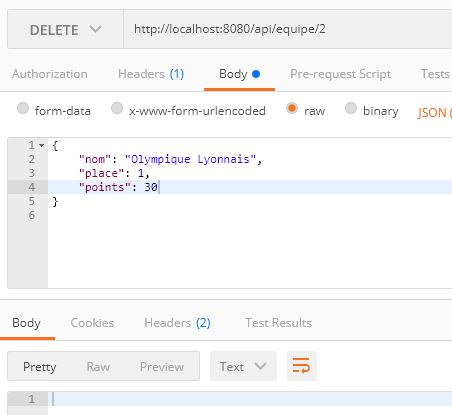 DELETE http://localhost:8080/api/equipe/2
Authorization Headers (1) Body Pre-request Script Tests
form-data x-www-form-urlencoded raw binary JSON (
1 {
2 "nom": "Olympique Lyonnais",
3 "place": 1,
4 "points": 30
5 }
6
Body Cookies Headers (2) Test Results
Pretty Raw Preview Text
1